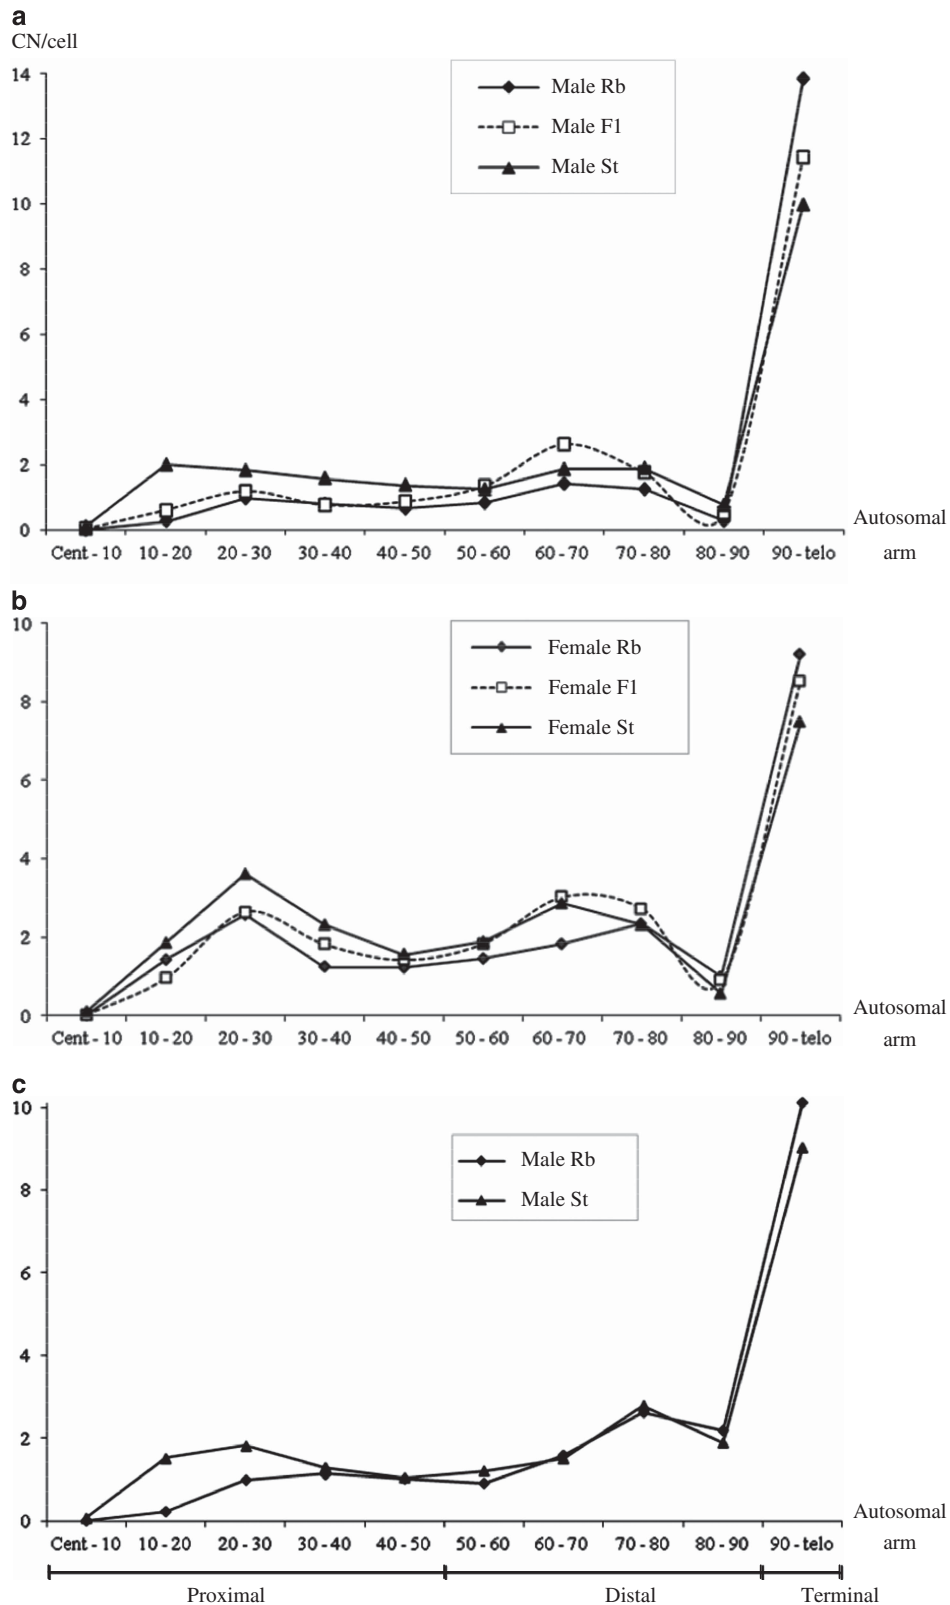 a
CN/cell
14
12
10
8
6
4
2
0
Male Rb
Male F1
Male St
Cent - 10 10 - 20 20 - 30 30 - 40 40 - 50 50 - 60 60 - 70 70 - 80 80 - 90 90 - telo
Autosomal
arm
b
10
8
6
4
2
0
Female Rb
Female F1
Female St
Cent - 10 10 - 20 20 - 30 30 - 40 40 - 50 50 - 60 60 - 70 70 - 80 80 - 90 90 - telo
Autosomal
arm
c
10
8
6
4
2
0
Male Rb
Male St
Cent - 10 10 - 20 20 - 30 30 - 40 40 - 50 50 - 60 60 - 70 70 - 80 80 - 90 90 - telo
Autosomal
arm
Proximal Distal Terminal